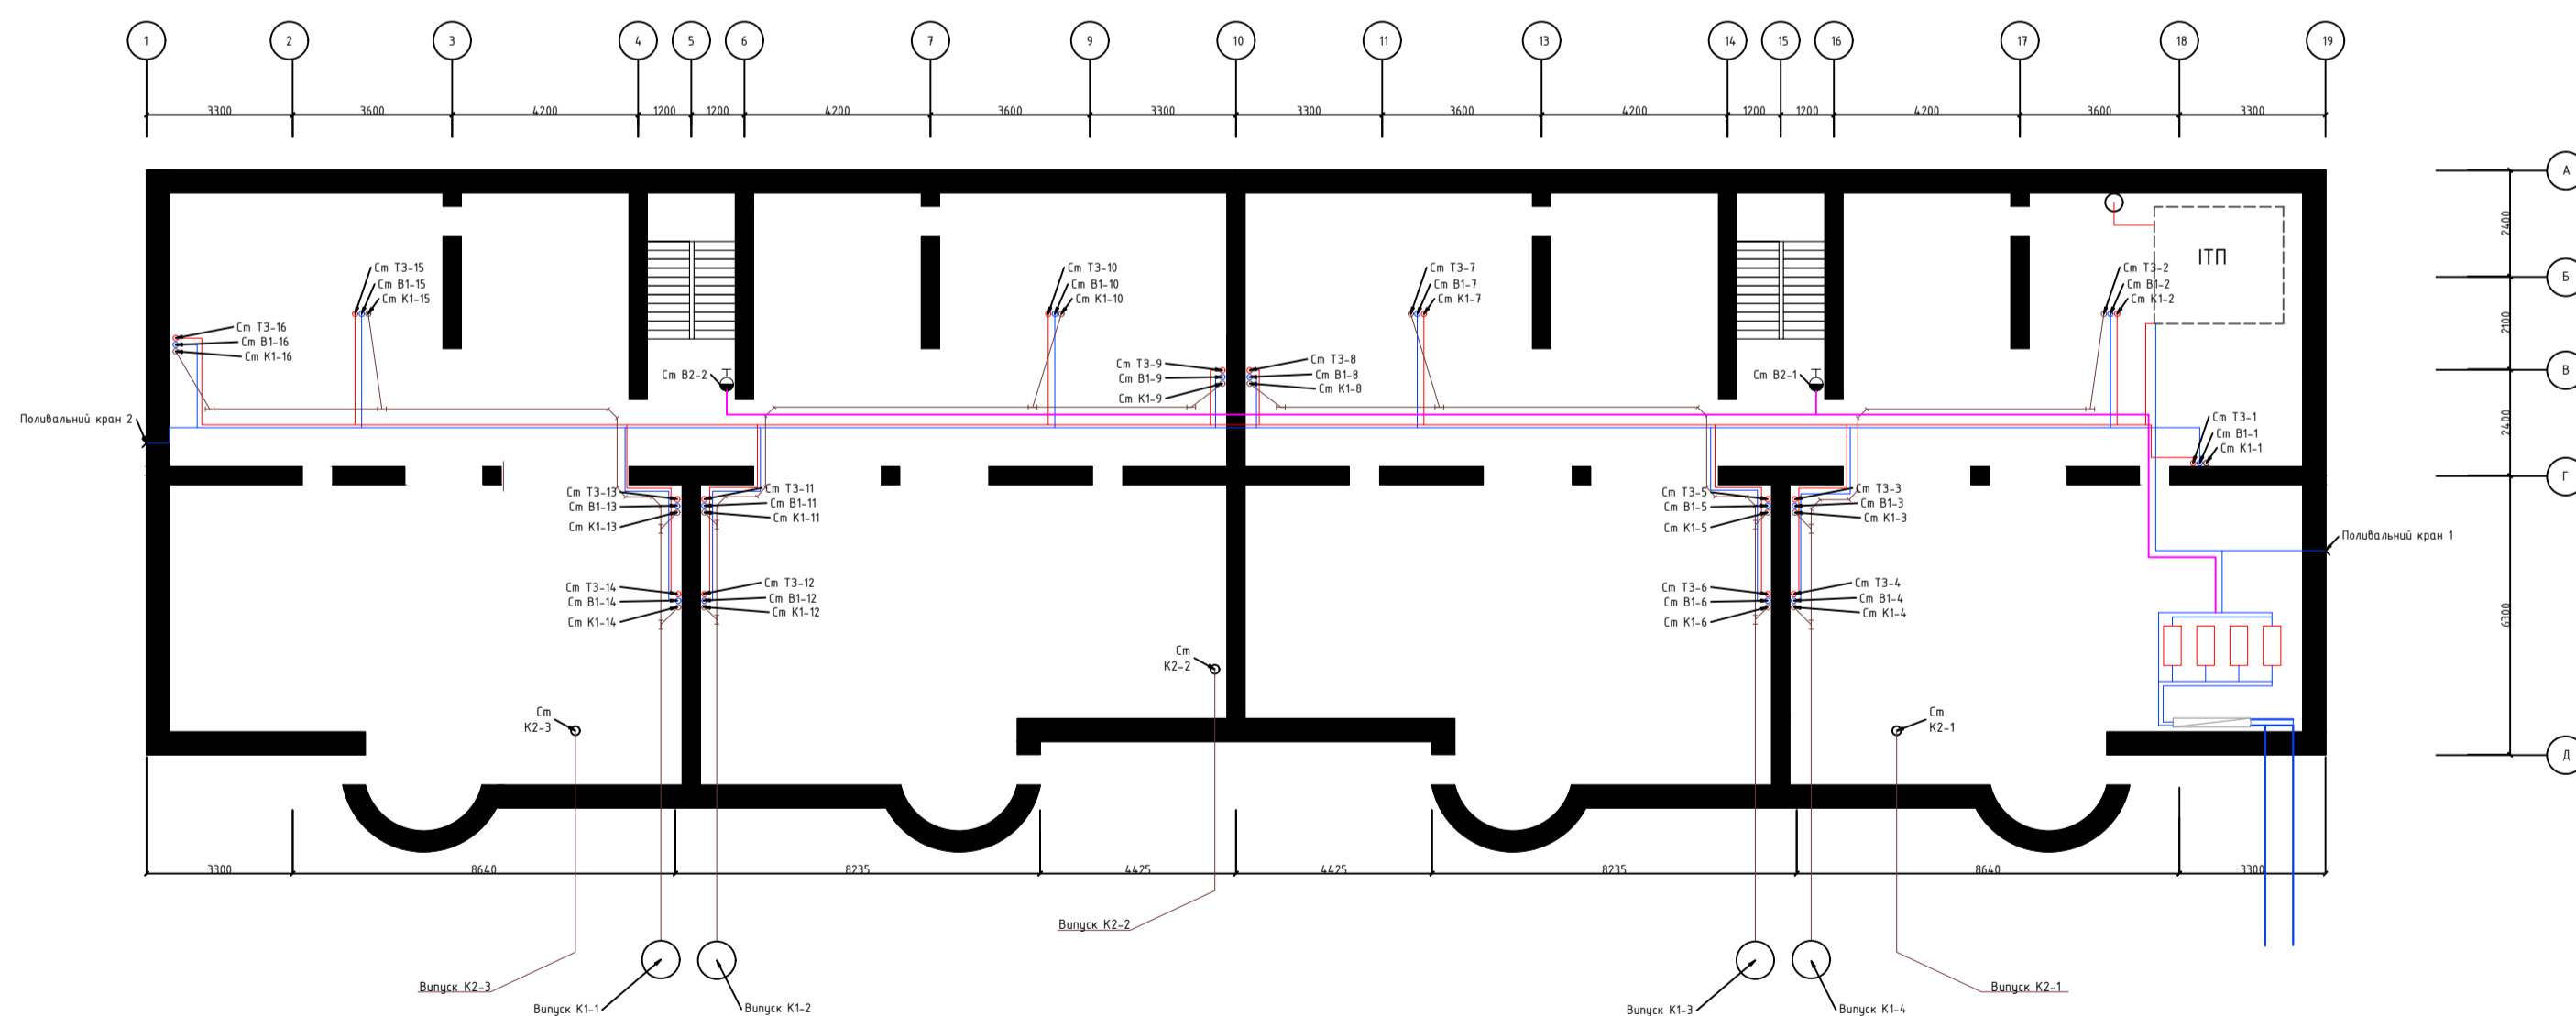 1 2 3 4 5 6 7 9 10 11 13 14 15 16 17 18 19
3300 3600 4200 1200 1200 4200 3600 3300 3300 3600 4200 1200 1200 4200 3600 3300
А
2400
Б
2100
В
2400
Г
6300
Д
ІТП
Ст Т3-15
Ст В1-15
Ст К1-15
Ст Т3-10
Ст В1-10
Ст К1-10
Ст Т3-7
Ст В1-7
Ст К1-7
Ст Т3-2
Ст В1-2
Ст К1-2
Ст Т3-16
Ст В1-16
Ст К1-16
Ст В2-2
Ст Т3-9
Ст В1-9
Ст К1-9
Ст Т3-8
Ст В1-8
Ст К1-8
Ст В2-1
Поливальний кран 2
Ст Т3-1
Ст В1-1
Ст К1-1
Ст Т3-13
Ст В1-13
Ст К1-13
Ст Т3-11
Ст В1-11
Ст К1-11
Ст Т3-5
Ст В1-5
Ст К1-5
Ст Т3-3
Ст В1-3
Ст К1-3
Поливальний кран 1
Ст Т3-14
Ст В1-14
Ст К1-14
Ст Т3-12
Ст В1-12
Ст К1-12
Ст Т3-6
Ст В1-6
Ст К1-6
Ст Т3-4
Ст В1-4
Ст К1-4
Ст
К2-2
Ст
К2-3
Ст
К2-1
3300 8640 8235 4425 4425 8235 8640 3300
Випуск К2-2
Випуск К2-3
Випуск К2-1
Випуск К1-1
Випуск К1-2
Випуск К1-3
Випуск К1-4